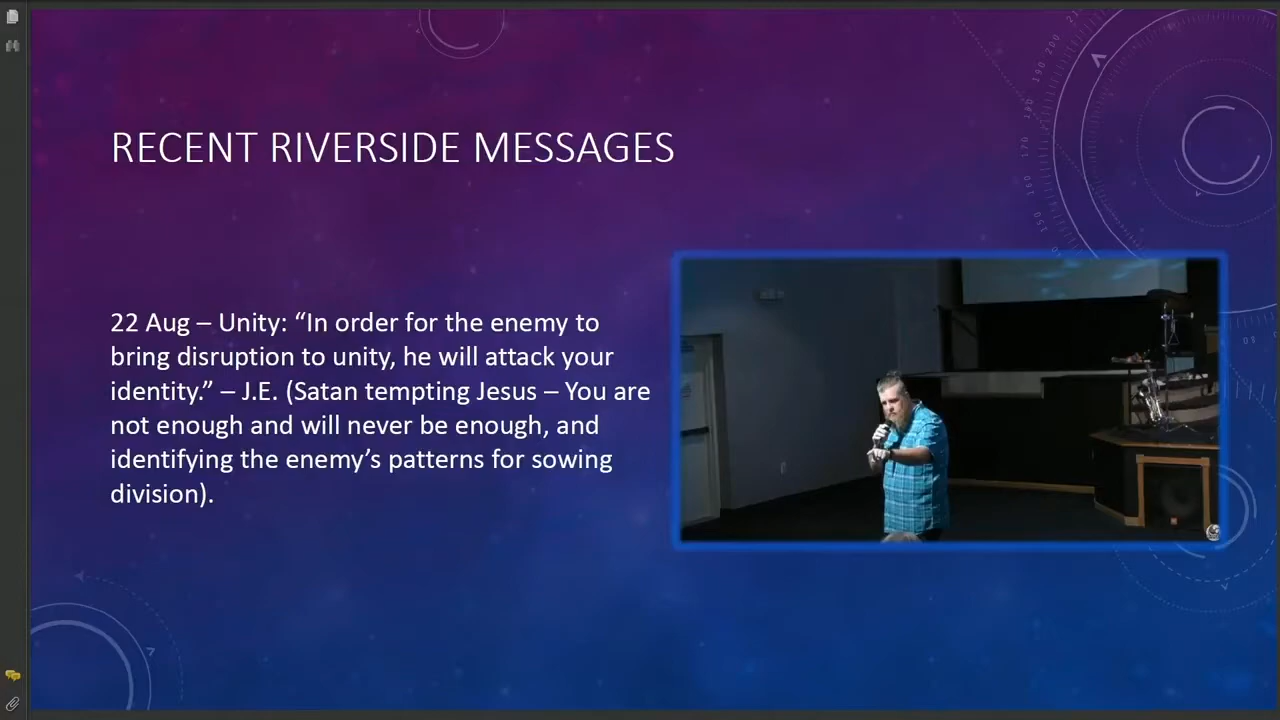 RECENT RIVERSIDE MESSAGES
22 Aug – Unity: “In order for the enemy to
bring disruption to unity, he will attack your
identity.” – J.E. (Satan tempting Jesus – You are
not enough and will never be enough, and
identifying the enemy’s patterns for sowing
division).